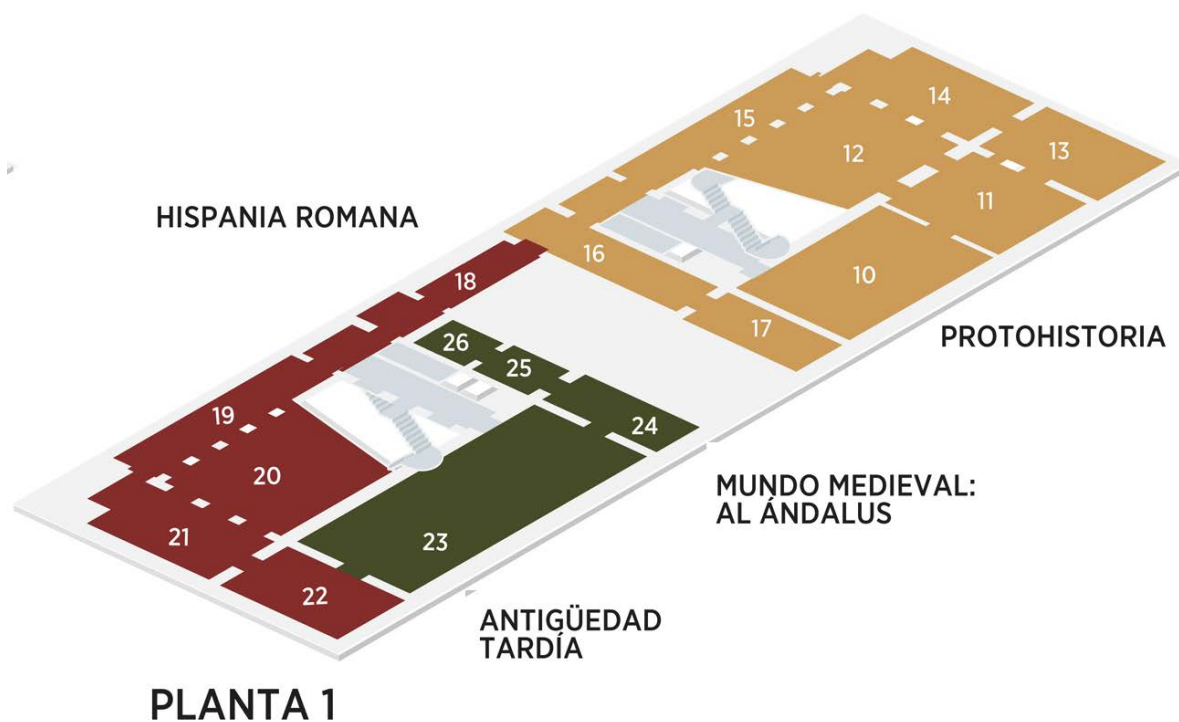 14
15
13
12
11
HISPANIA ROMANA
16
10
18
17
PROTOHISTORIA
26
25
19
24
20
MUNDO MEDIEVAL:
AL ÁNDALUS
21
23
22
ANTIGÜEDAD
TARDÍA
PLANTA 1